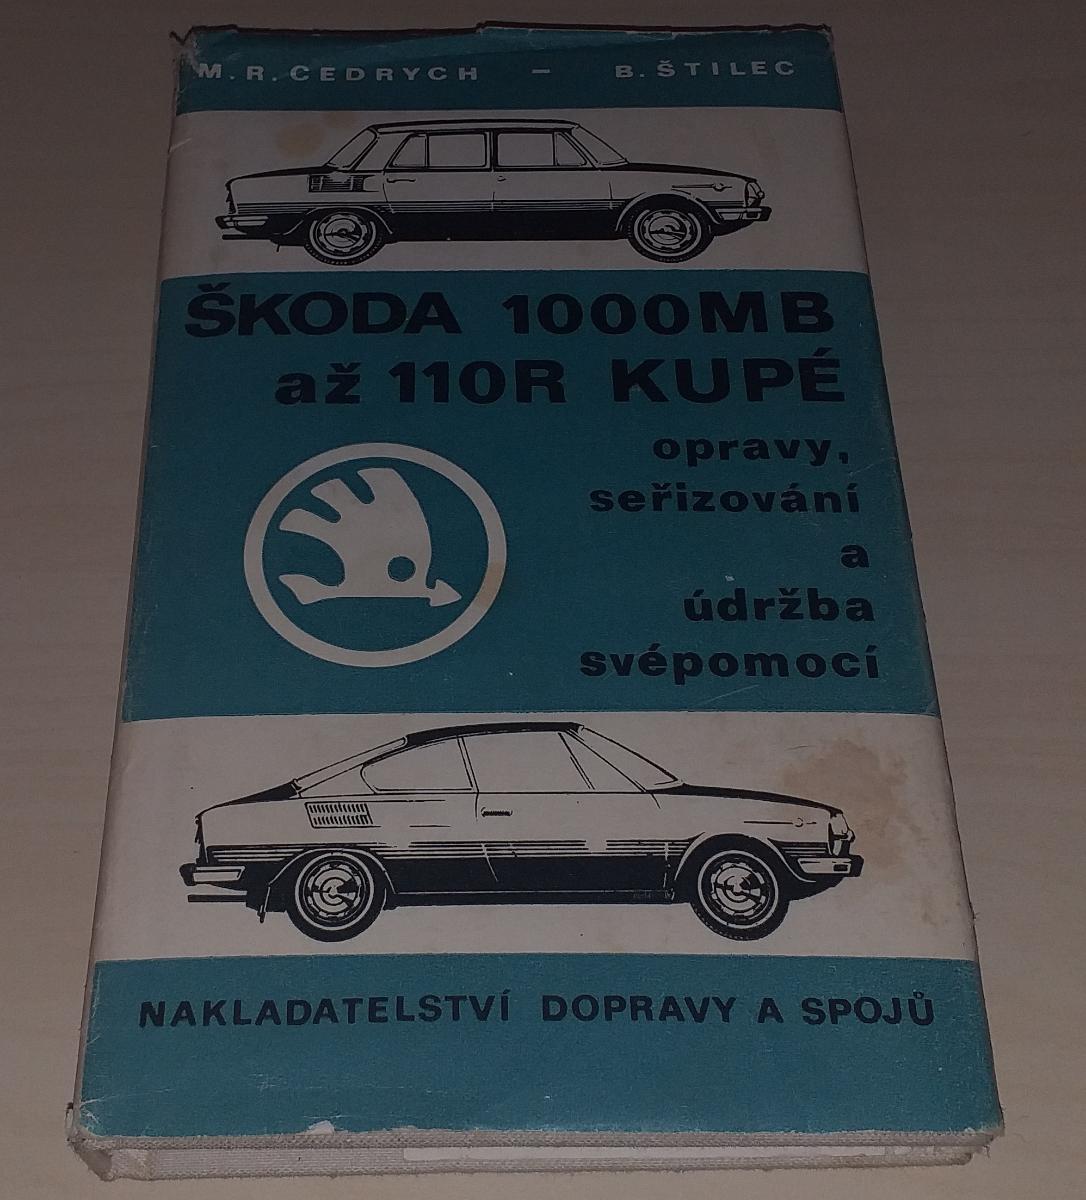 M. R. CEDRYCH – B. ŠTILEC
ŠKODA 1000MB
až 110R KUPÉ
opravy,
seřizování
a
údržba
svépomocí
NAKLADATELSTVÍ DOPRAVY A SPOJŮ